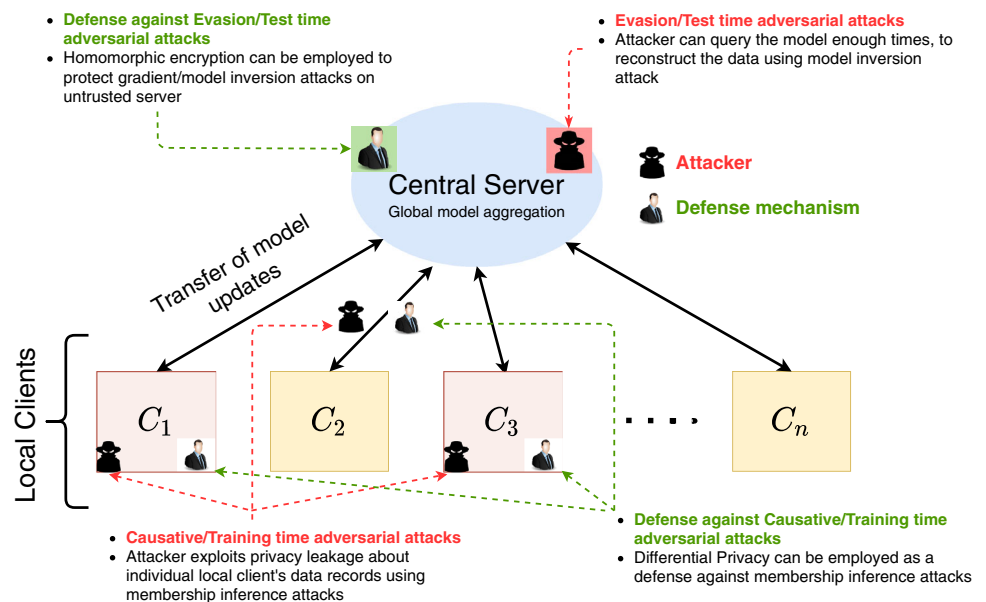 • Defense against Evasion/Test time
adversarial attacks
• Homomorphic encryption can be employed to
protect gradient/model inversion attacks on
untrusted server
• Evasion/Test time adversarial attacks
• Attacker can query the model enough times, to
reconstruct the data using model inversion
attack
Central Server
Global model aggregation
Attacker
Defense mechanism
Transfer of model
updates
Local Clients
C1
C2
C3
Cn
• Causative/Training time adversarial attacks
• Attacker exploits privacy leakage about
individual local client's data records using
membership inference attacks
• Defense against Causative/Training time
adversarial attacks
• Differential Privacy can be employed as a
defense against membership inference attacks